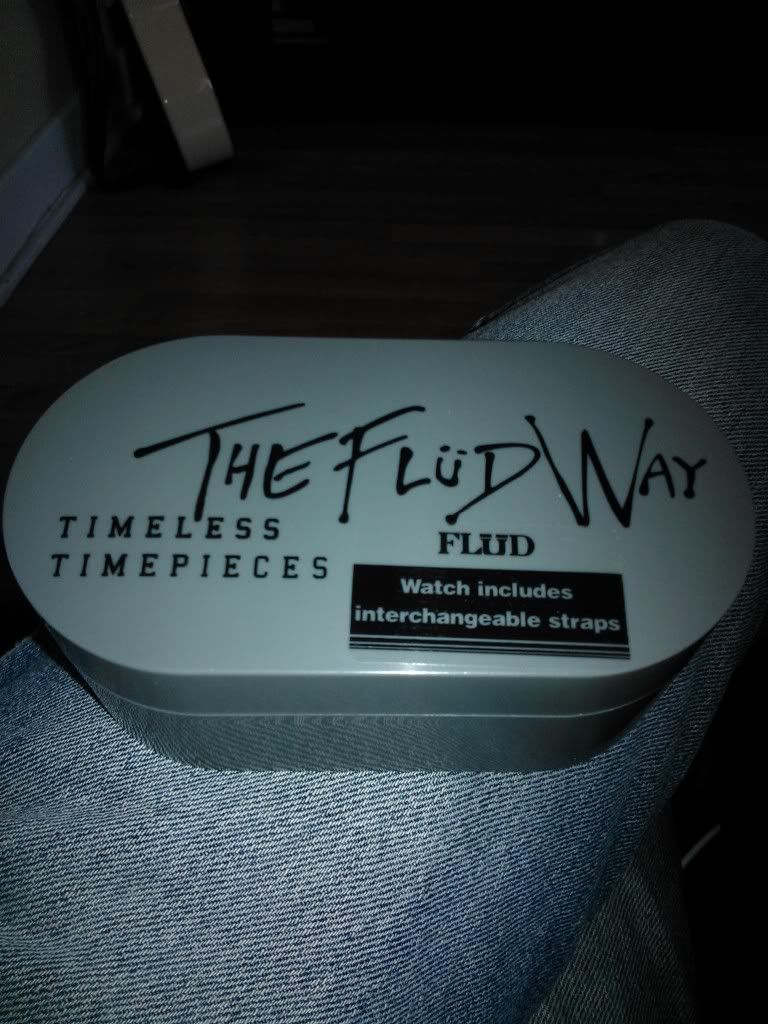 THE FLÜD WAY
TIMELESS
TIMEPIECES
FLÜD
Watch includes
interchangeable straps